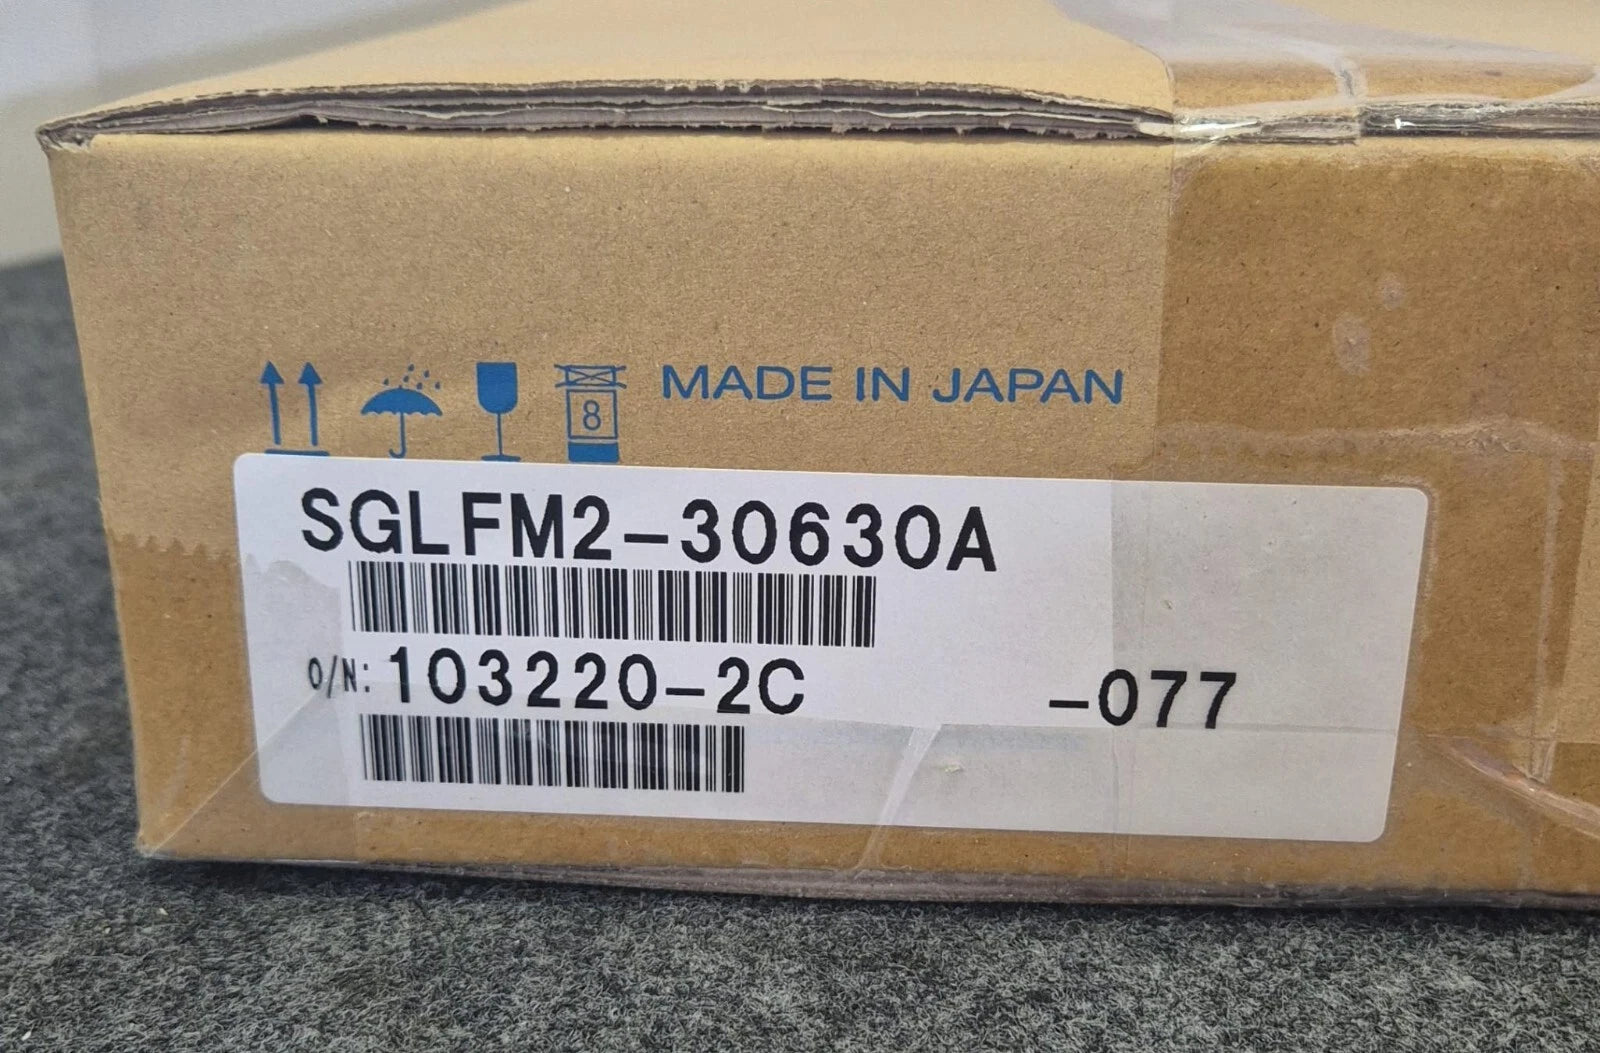 8
MADE IN JAPAN
SGLFM2-30630A
O/N: 103220-2C -077